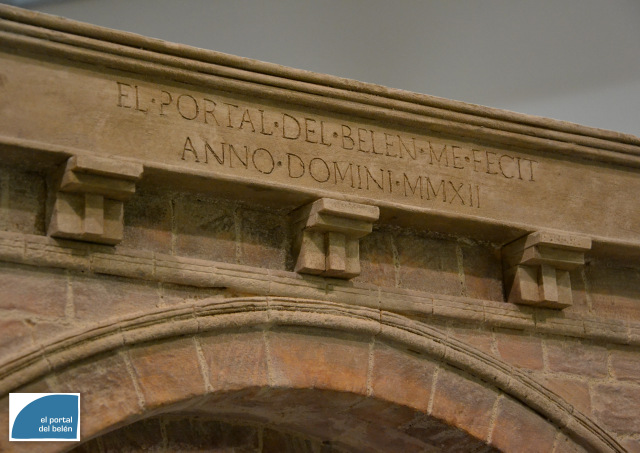 EL·PORTAL·DEL·BELEN·ME·FECIT
ANNO·DOMINI·MMXII
el portal
del belén